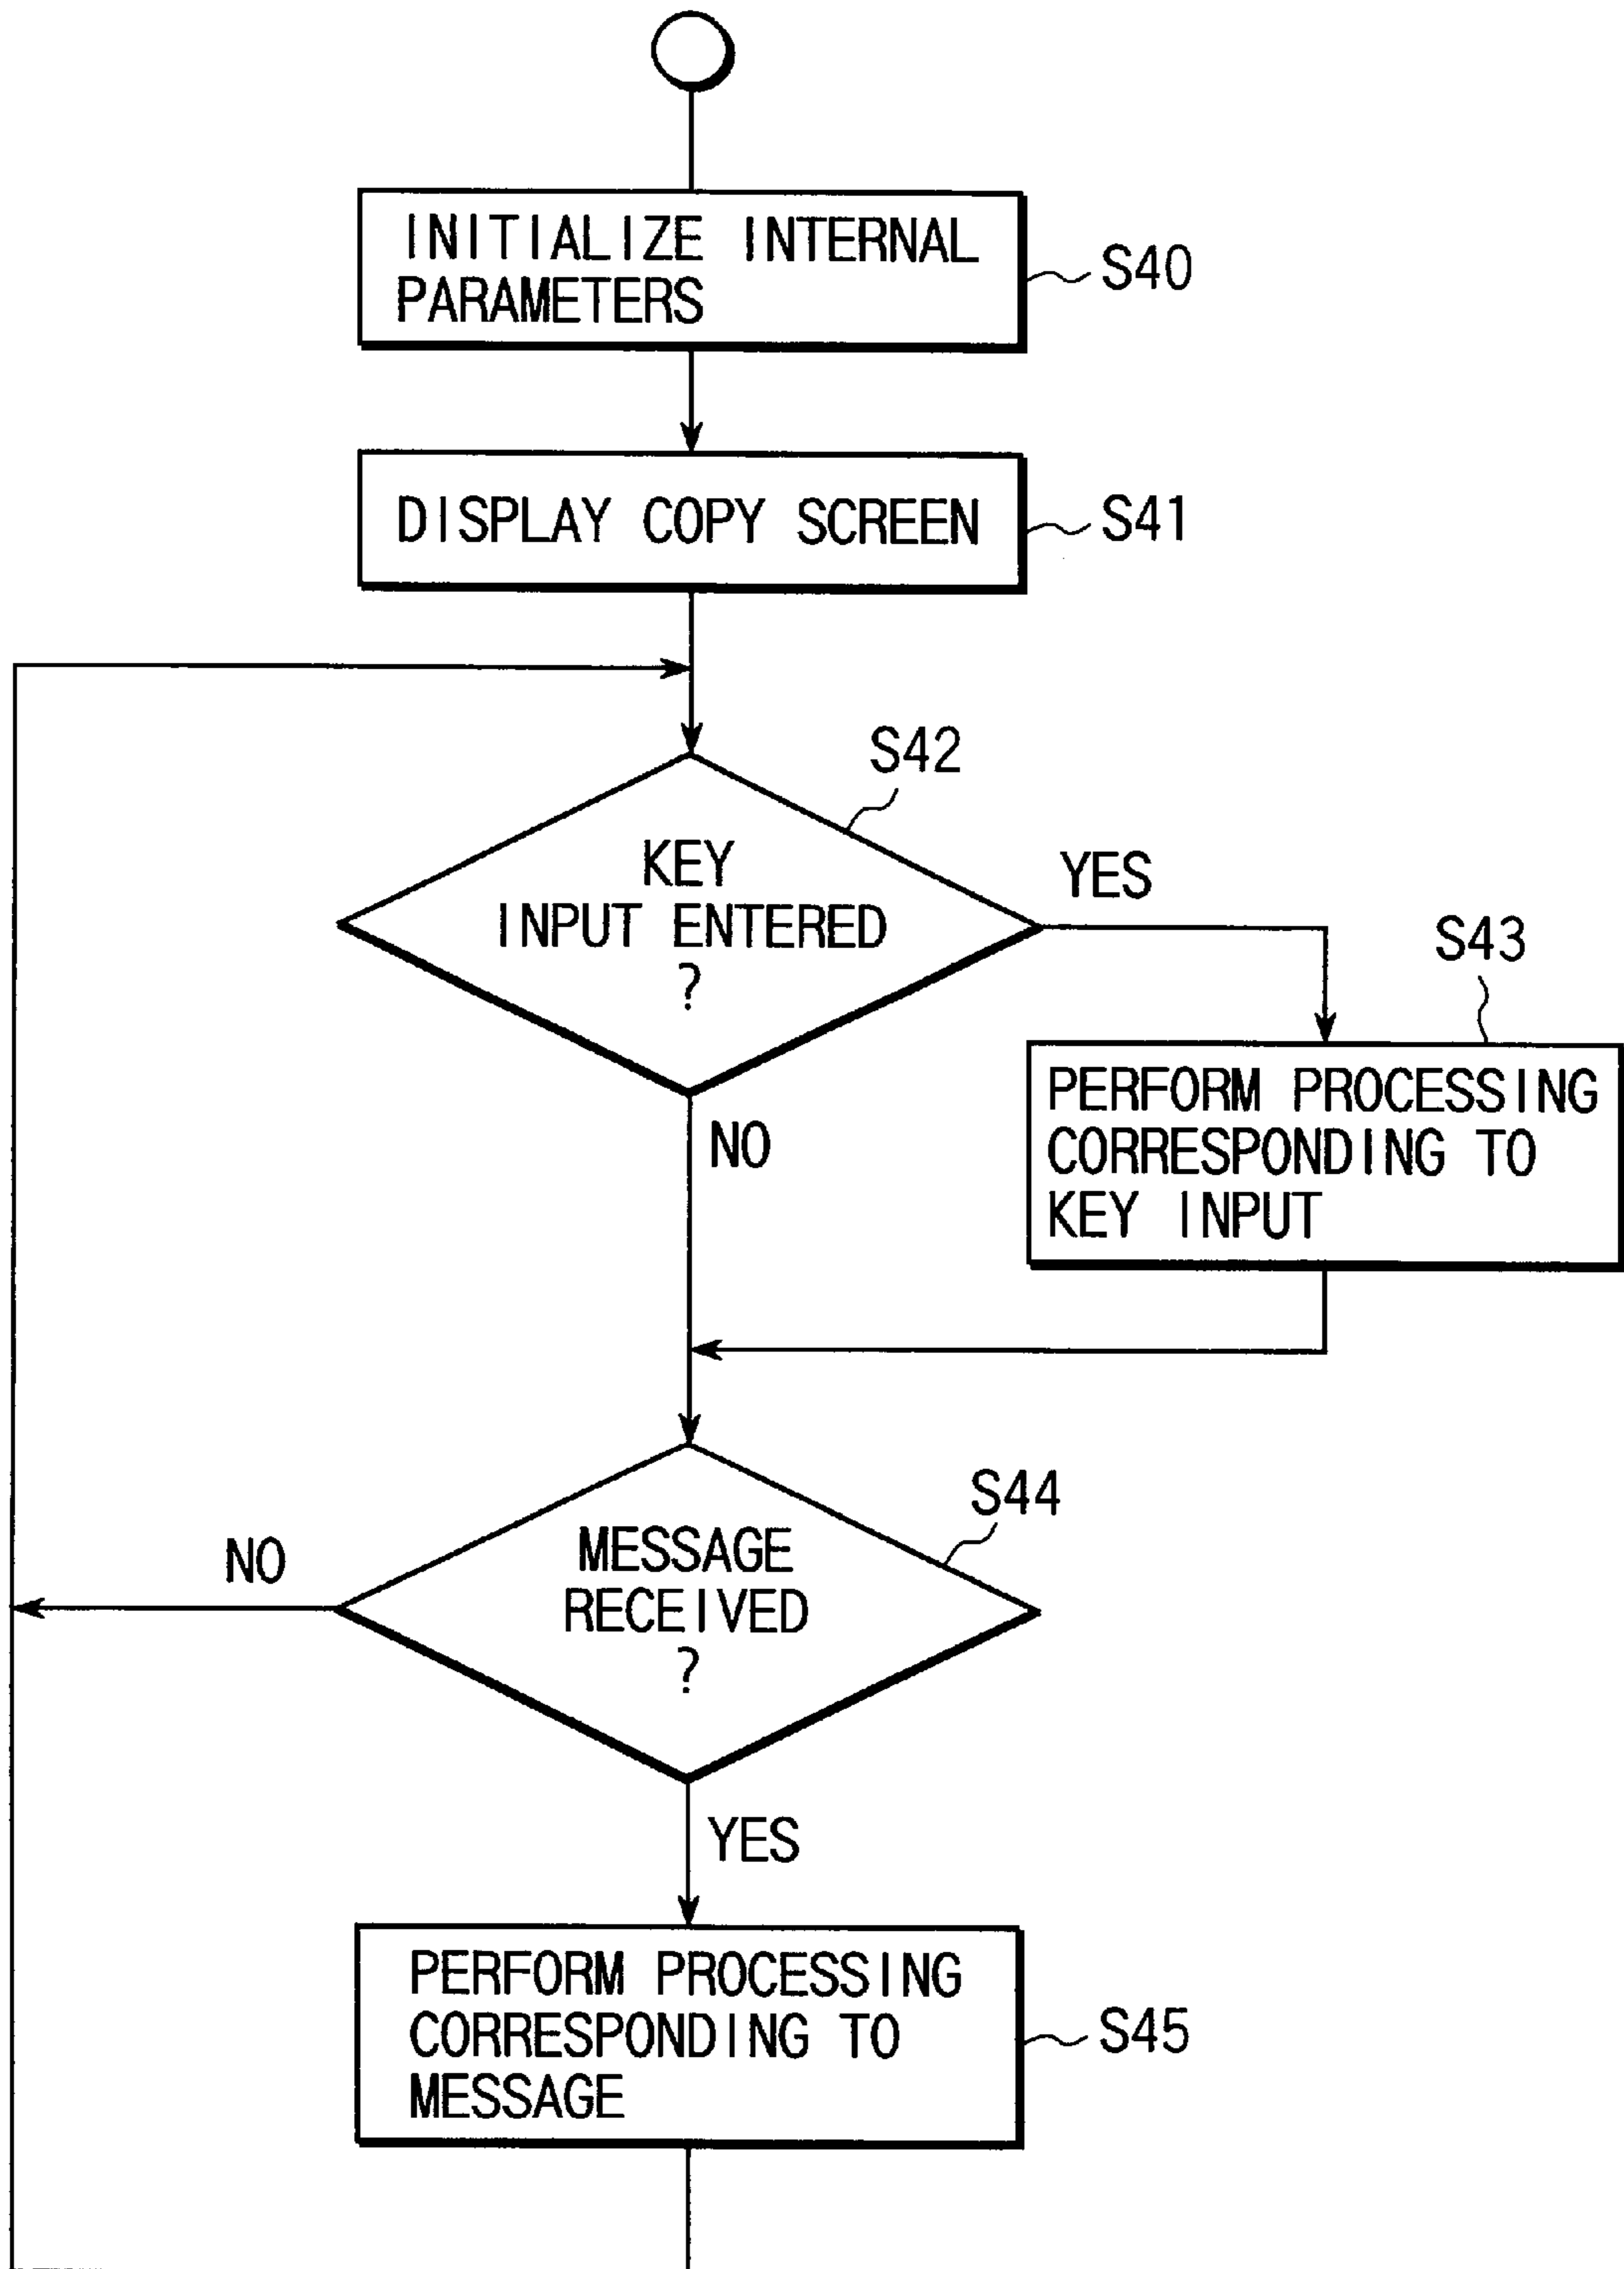 INITIALIZE INTERNAL
PARAMETERS
S40
DISPLAY COPY SCREEN
S41
S42
KEY
INPUT ENTERED
?
YES
S43
PERFORM PROCESSING
CORRESPONDING TO
KEY INPUT
NO
S44
MESSAGE
RECEIVED
?
NO
YES
PERFORM PROCESSING
CORRESPONDING TO
MESSAGE
S45